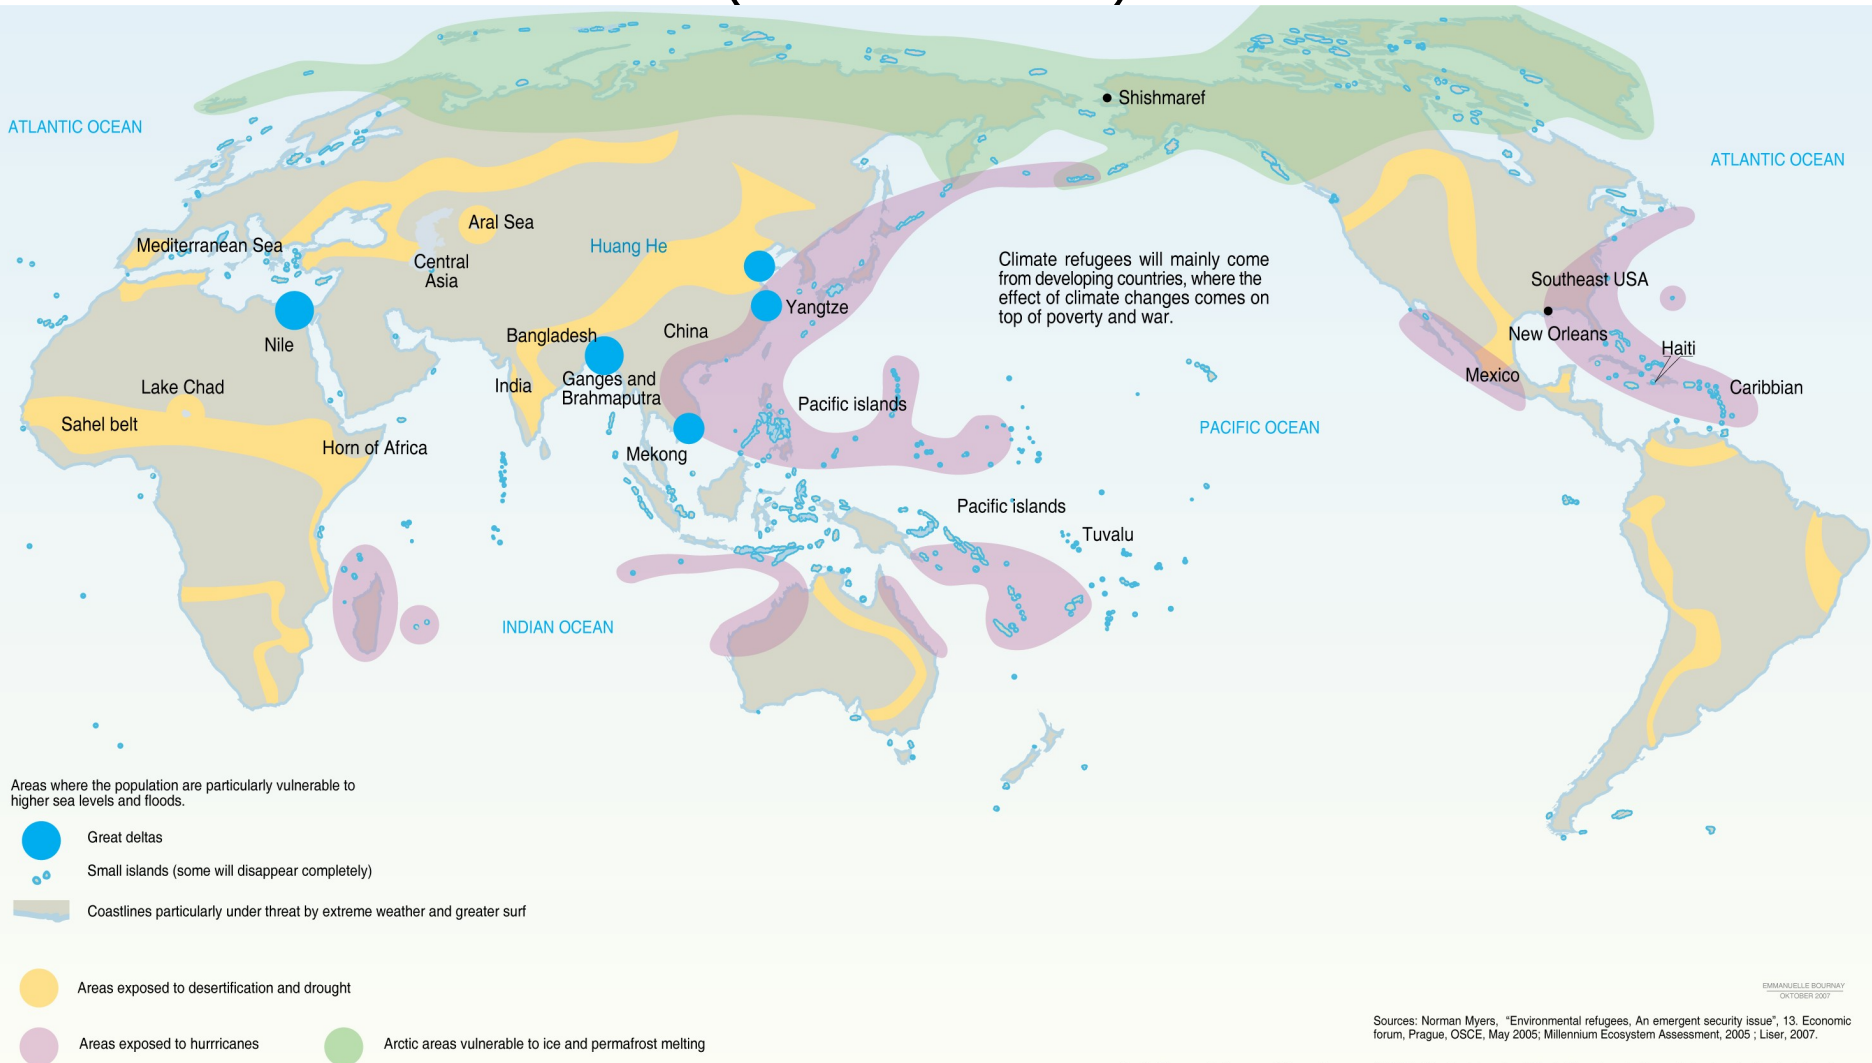 Shishmaref
ATLANTIC OCEAN
ATLANTIC OCEAN
Aral Sea
Mediterranean Sea
Huang He
Central
Asia
Climate refugees will mainly come
from developing countries, where the
effect of climate changes comes on
top of poverty and war.
Southeast USA
Yangtze
Nile
Bangladesh
China
New Orleans
Haiti
Lake Chad
India
Ganges and
Brahmaputra
Mexico
Caribbian
Pacific islands
Sahel belt
Horn of Africa
PACIFIC OCEAN
Mekong
Pacific islands
Tuvalu
INDIAN OCEAN
Areas where the population are particularly vulnerable to
higher sea levels and floods.
Great deltas
Small islands (some will disappear completely)
Coastlines particularly under threat by extreme weather and greater surf
Areas exposed to desertification and drought
Areas exposed to hurrricanes
Arctic areas vulnerable to ice and permafrost melting
EMMANUELLE BOURNAY
OKTOBER 2007
Sources: Norman Myers, “Environmental refugees, An emergent security issue”, 13. Economic
forum, Prague, OSCE, May 2005; Millennium Ecosystem Assessment, 2005 ; Liser, 2007.